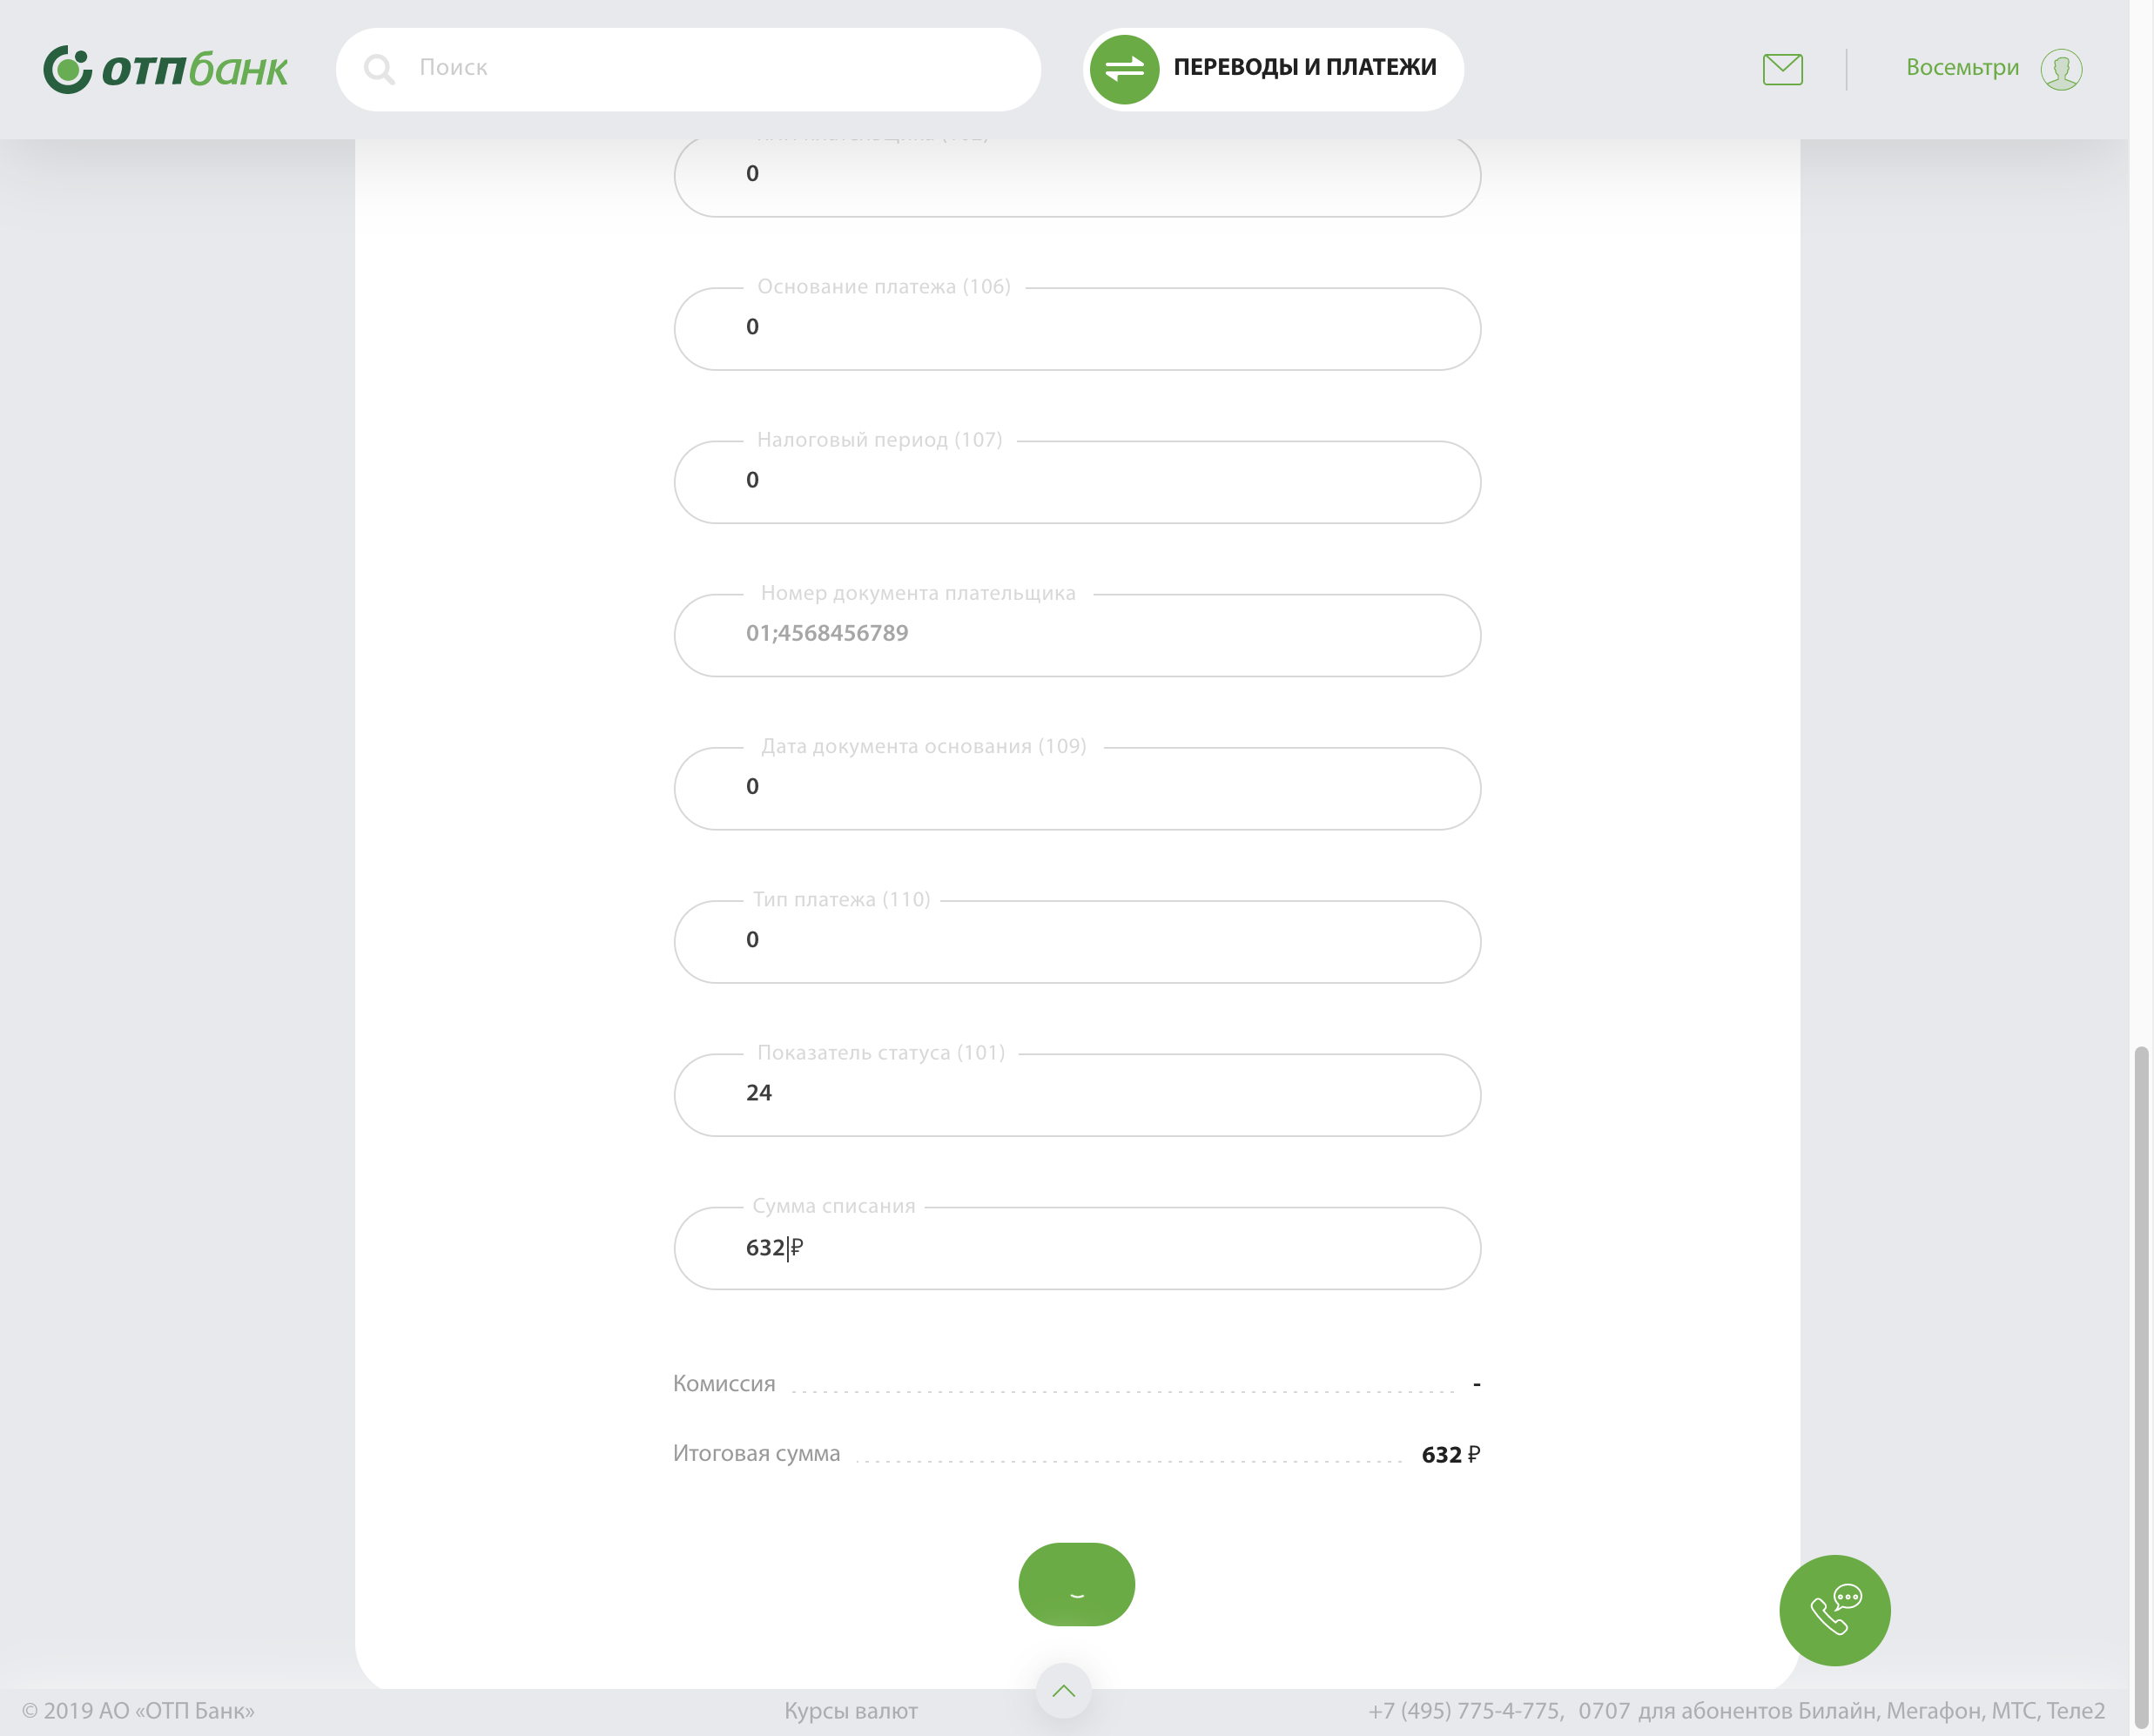 отпбанк
Поиск
ПЕРЕВОДЫ И ПЛАТЕЖИ
Восемьтри
0
Основание платежа (106)
0
Налоговый период (107)
0
Номер документа плательщика
01;4568456789
Дата документа основания (109)
0
Тип платежа (110)
0
Показатель статуса (101)
24
Сумма списания
632₽
Комиссия -
Итоговая сумма 632 ₽
© 2019 АО «ОТП Банк» Курсы валют +7 (495) 775-4-775, 0707 для абонентов Билайн, Мегафон, МТС, Теле2